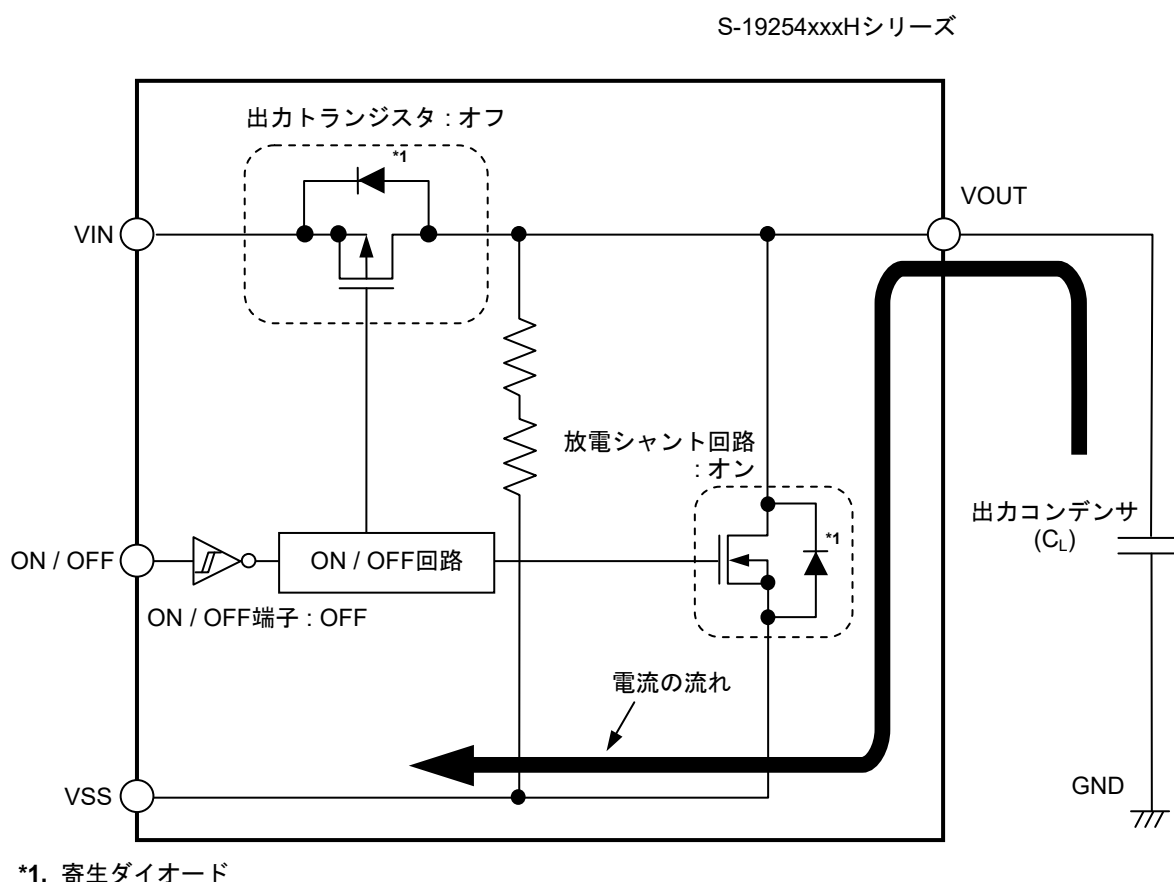 S-19254xxxHシリーズ
出力トランジスタ : オフ
*1
VOUT
VIN
放電シャント回路
: オン
*1
出力コンデンサ
(CL)
ON / OFF
ON / OFF回路
ON / OFF端子 : OFF
電流の流れ
VSS
GND
*1. 寄生ダイオード